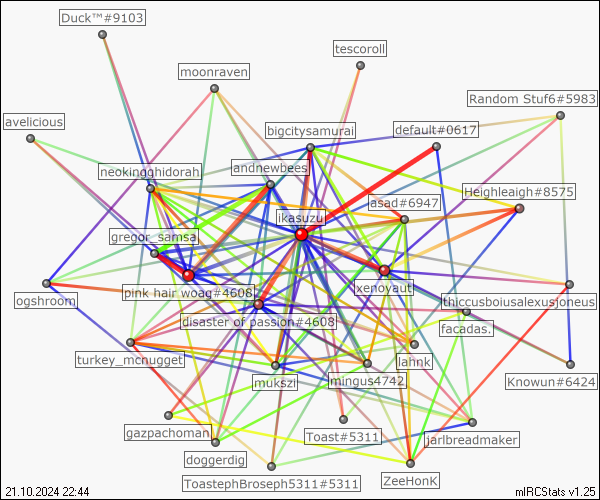 Duck™#9103
tescoroll
moonraven
Random Stuf6#5983
avelicious
bigcitysamurai
default#0617
neokingghidorah
andnewbees
Heighleigh#8575
asad#6947
ikasuzu
gregor_samsa
xenoyaut
pink hair woag#4608
ogshroom
thiccusboiusalexusjoneus
disaster of passion#4608
facadas.
turkey_mcnugget
lahnk
mukszi
mingus4742
Knowun#6424
gazpachoman
Toast#5311
jarlbreadmaker
doggerdig
ToastephBroseph5311#5311
ZeeHonK
21.10.2024 22:44
mIRCStats v1.25